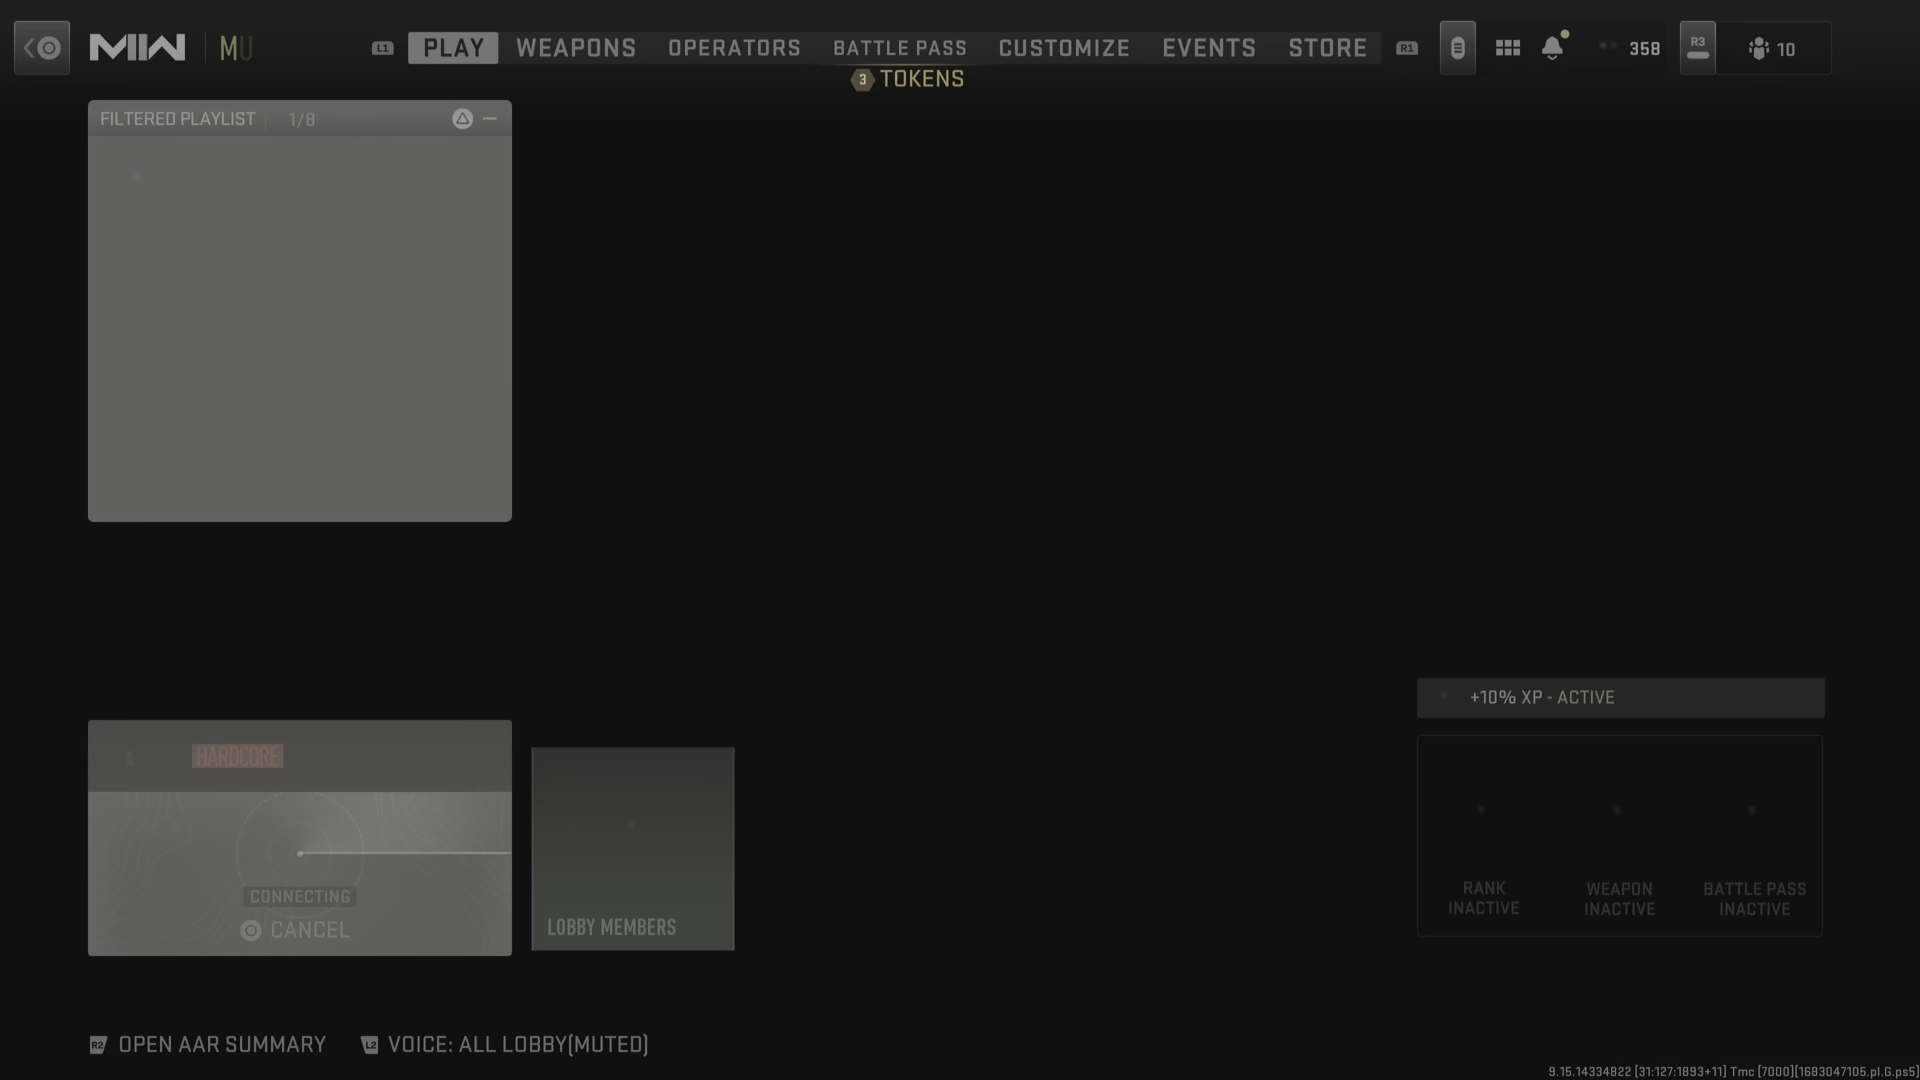 MW MU
L1 PLAY WEAPONS OPERATORS BATTLE PASS CUSTOMIZE EVENTS STORE R1 358 R3 10
3 TOKENS
FILTERED PLAYLIST 1/8
+10% XP - ACTIVE
HARDCORE
CONNECTING
CANCEL
LOBBY MEMBERS
RANK
INACTIVE
WEAPON
INACTIVE
BATTLE PASS
INACTIVE
R2 OPEN AAR SUMMARY L2 VOICE: ALL LOBBY(MUTED)
9.15.14334822 [31:127:1893+11] Tmc [7000][1683047105.pl.G.ps5]